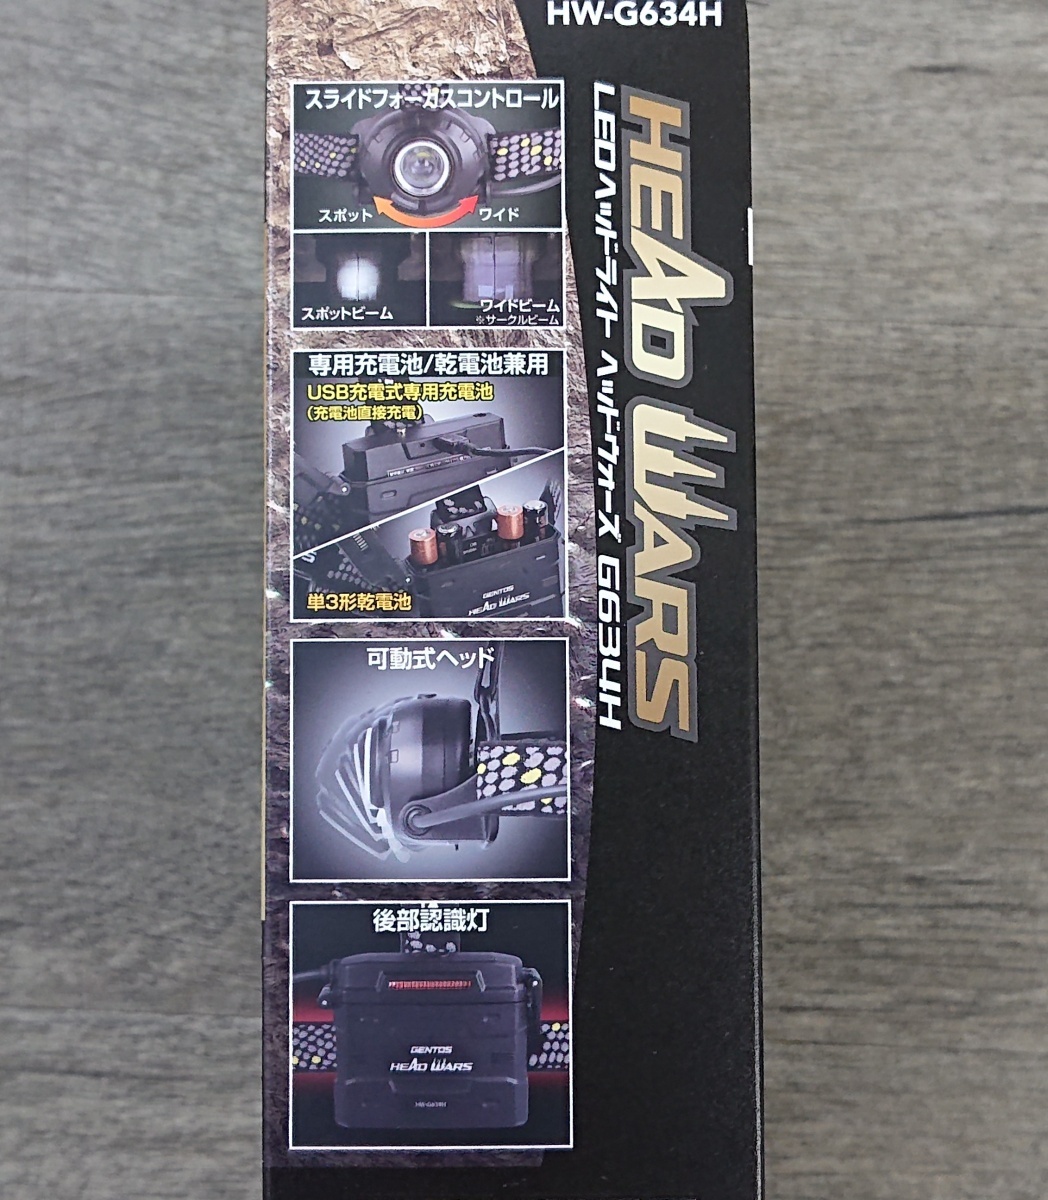 HW-G634H
HEAD WARS
LEDヘッドライト ヘッドウォーズ G634H
スライドフォーカスコントロール
スポット
ワイド
スポットビーム
ワイドビーム
※サークルビーム
専用充電池/乾電池兼用
USB充電式専用充電池
(充電池直接充電)
GENTOS
HEAD WARS
単3形乾電池
可動式ヘッド
後部認識灯
GENTOS
HEAD WARS